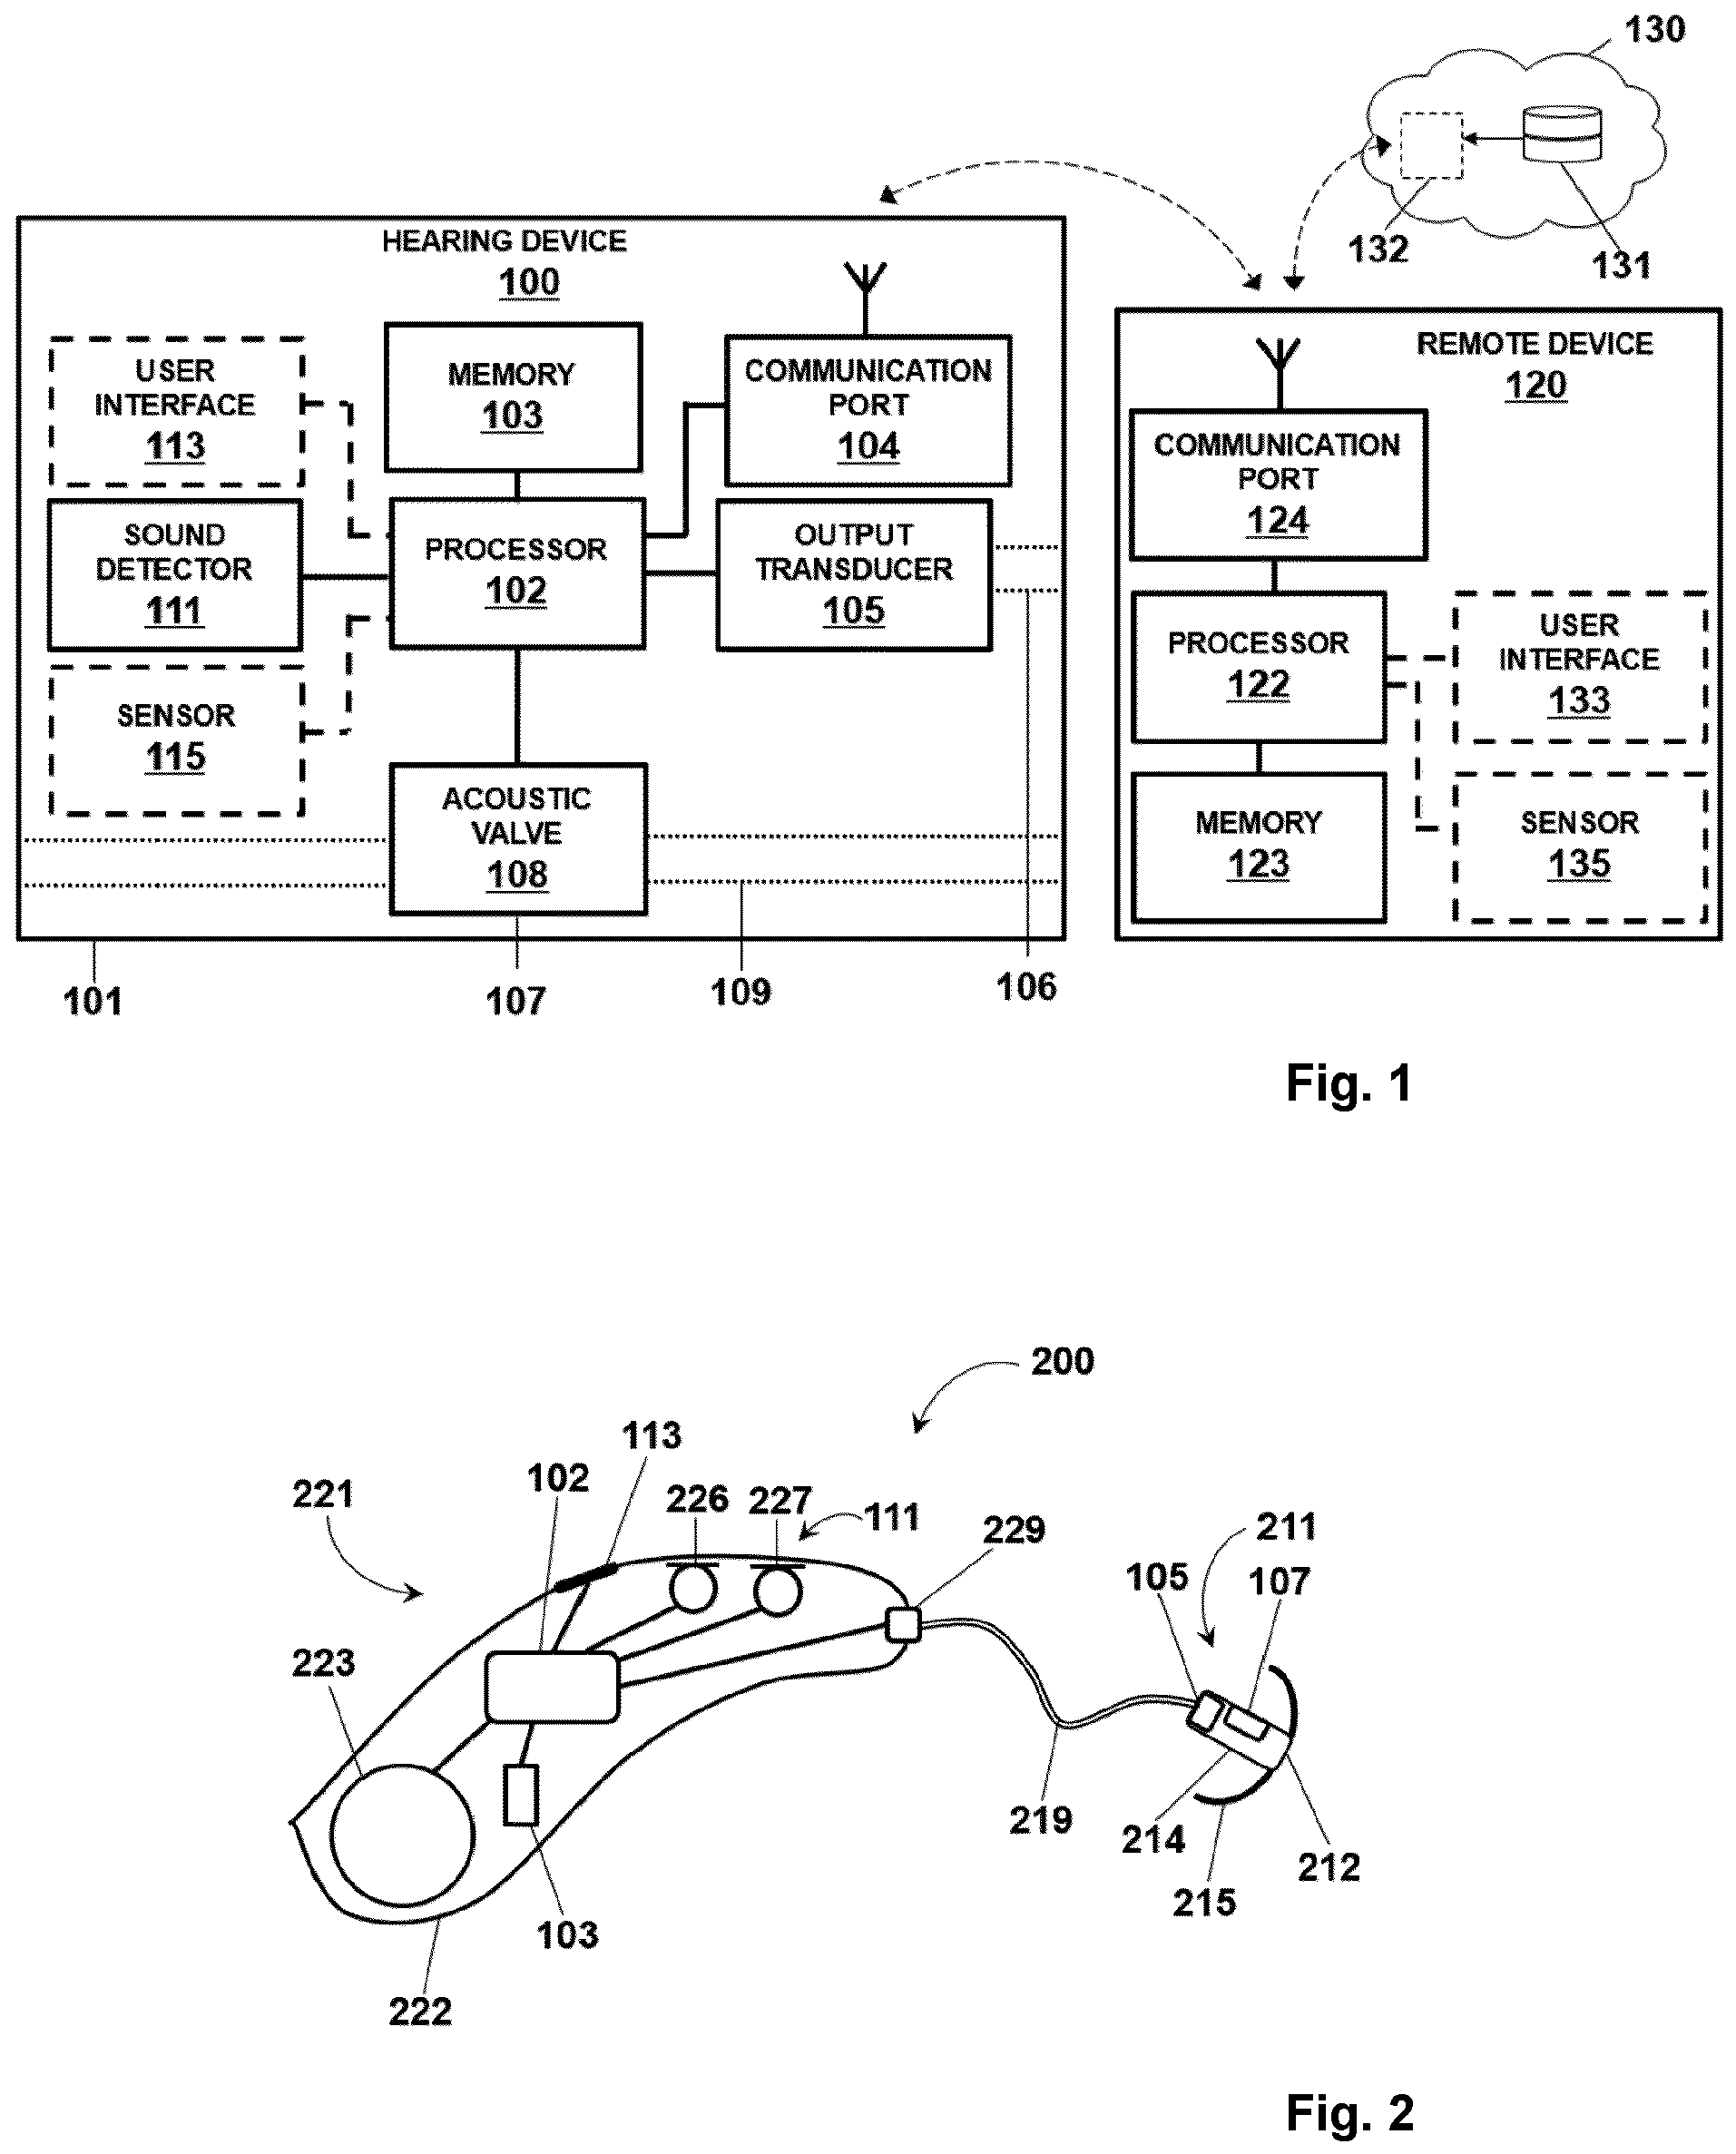 130
132
131
HEARING DEVICE
100
USER
INTERFACE
113
MEMORY
103
COMMUNICATION
PORT
104
SOUND
DETECTOR
111
PROCESSOR
102
OUTPUT
TRANSDUCER
105
SENSOR
115
ACOUSTIC
VALVE
108
101
107
109
106
REMOTE DEVICE
120
COMMUNICATION
PORT
124
PROCESSOR
122
USER
INTERFACE
133
MEMORY
123
SENSOR
135
Fig. 1
200
113
102
226
227
111
221
229
211
105
107
223
219
214
212
215
103
222
Fig. 2